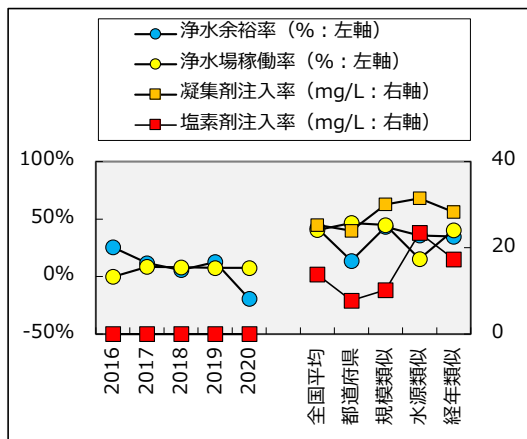 浄水余裕率（%：左軸）
浄水場稼働率（%：左軸）
凝集剤注入率（mg/L：右軸）
塩素剤注入率（mg/L：右軸）
100%
50%
0%
-50%
40
20
0
2016
2017
2018
2019
2020
全国平均
都道府県
規模類似
水源類似
経年類似